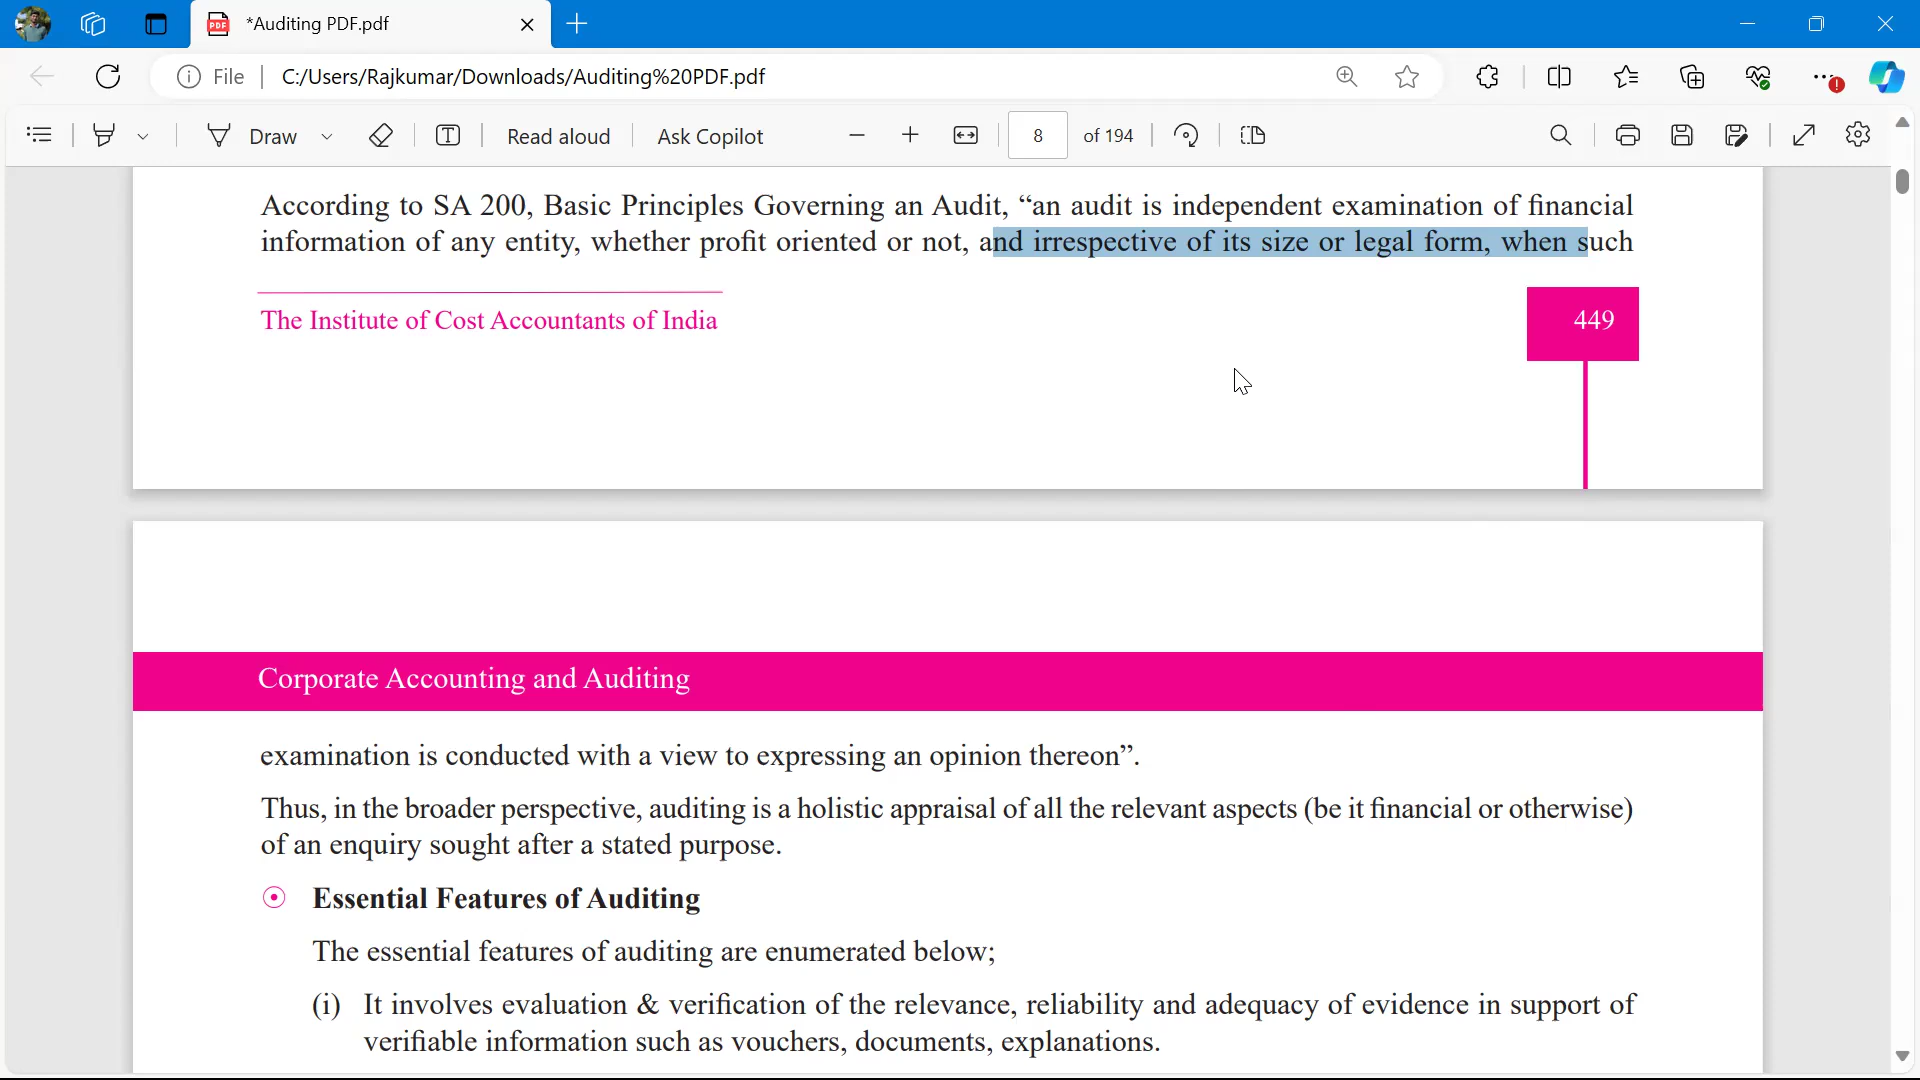 *Auditing PDF.pdf
File
C:/Users/Rajkumar/Downloads/Auditing%20PDF.pdf
Draw
Read aloud
Ask Copilot
8 of 194
According to SA 200, Basic Principles Governing an Audit, “an audit is independent examination of financial
information of any entity, whether profit oriented or not, and irrespective of its size or legal form, when such
The Institute of Cost Accountants of India
449
Corporate Accounting and Auditing
examination is conducted with a view to expressing an opinion thereon”.
Thus, in the broader perspective, auditing is a holistic appraisal of all the relevant aspects (be it financial or otherwise)
of an enquiry sought after a stated purpose.
Essential Features of Auditing
The essential features of auditing are enumerated below;
(i) It involves evaluation & verification of the relevance, reliability and adequacy of evidence in support of
verifiable information such as vouchers, documents, explanations.